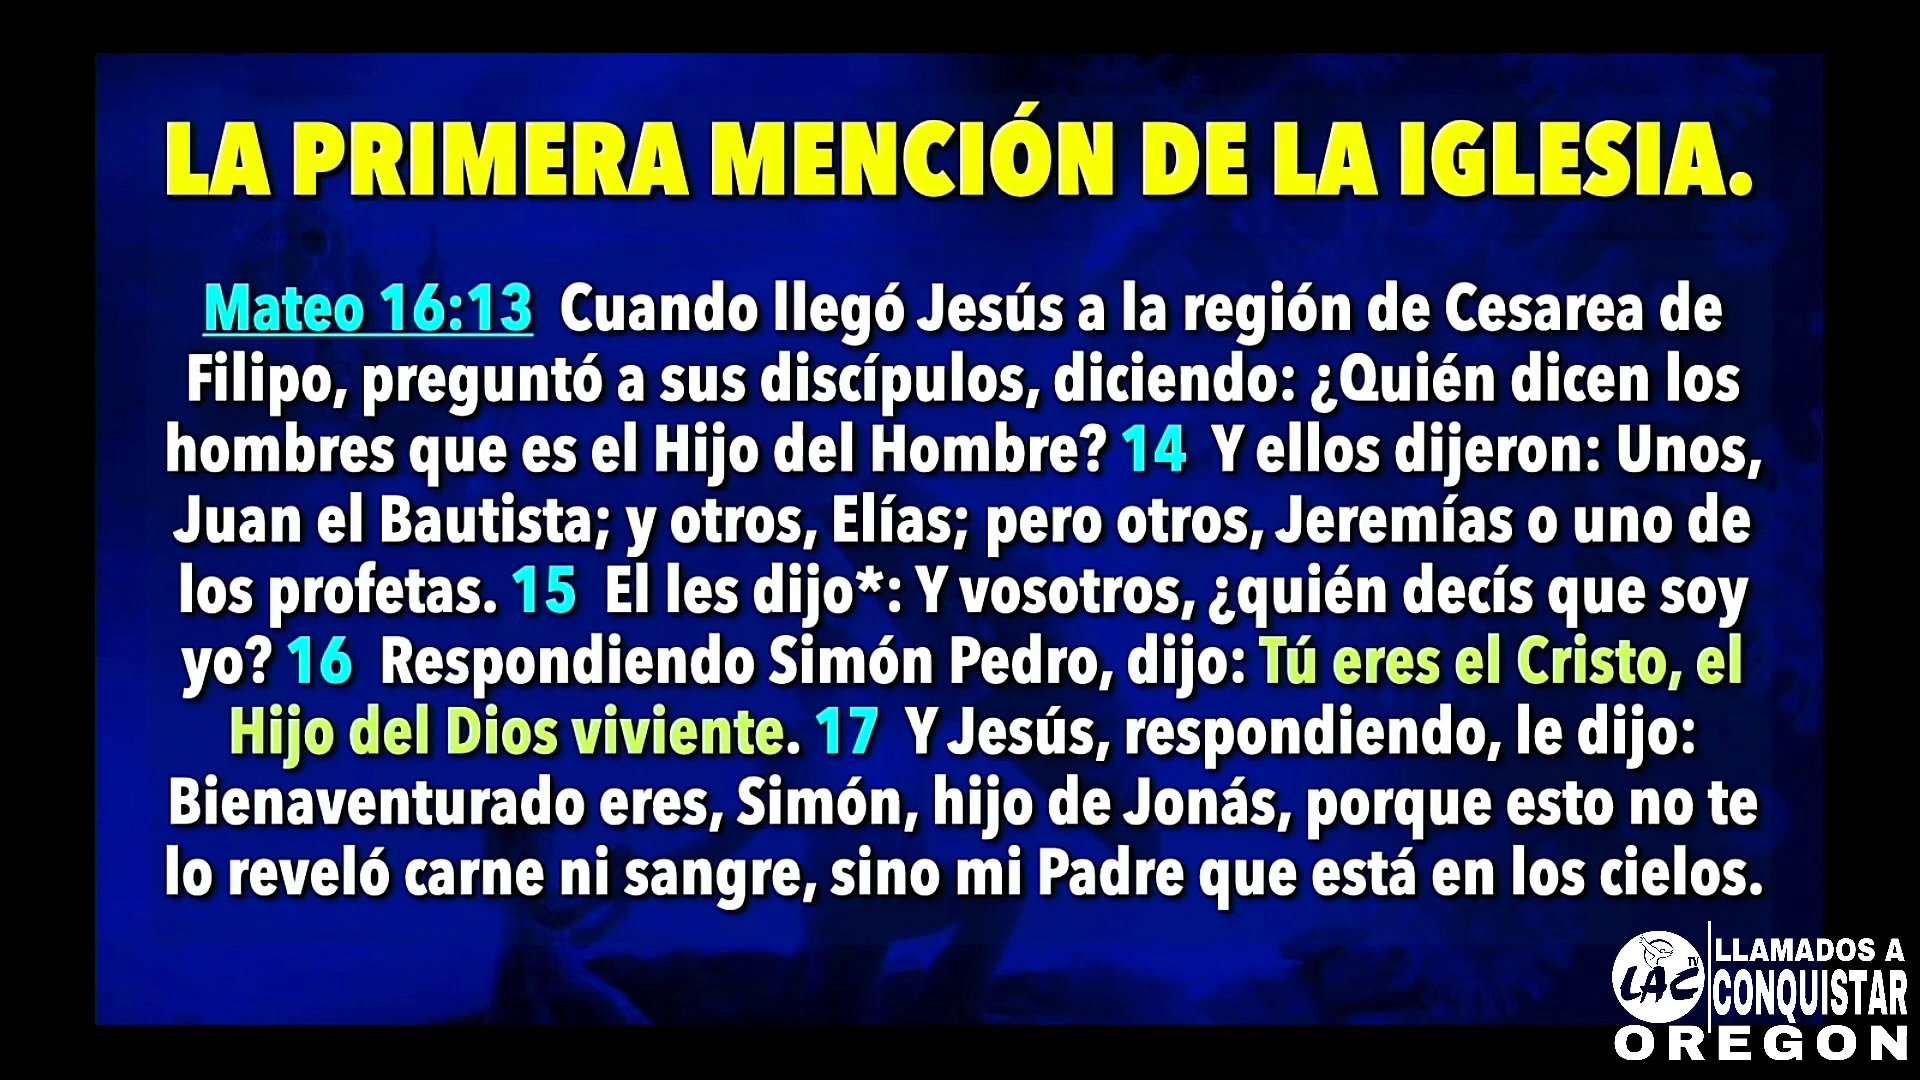 LA PRIMERA MENCIÓN DE LA IGLESIA.
Mateo 16:13 Cuando llegó Jesús a la región de Cesarea de
Filipo, preguntó a sus discípulos, diciendo: ¿Quién dicen los
hombres que es el Hijo del Hombre? 14 Y ellos dijeron: Unos,
Juan el Bautista; y otros, Elías; pero otros, Jeremías o uno de
los profetas. 15 El les dijo*: Y vosotros, ¿quién decís que soy
yo? 16 Respondiendo Simón Pedro, dijo: Tú eres el Cristo, el
Hijo del Dios viviente. 17 Y Jesús, respondiendo, le dijo:
Bienaventurado eres, Simón, hijo de Jonás, porque esto no te
lo reveló carne ni sangre, sino mi Padre que está en los cielos.
LAC TV
LLAMADOS A
CONQUISTAR
OREGON